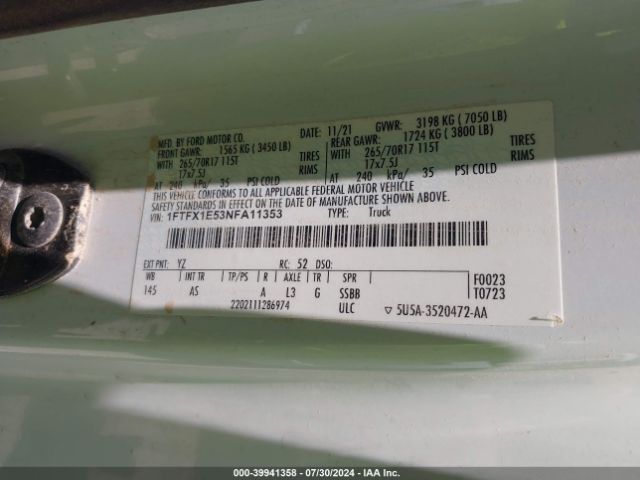 MFD. BY FORD MOTOR CO.
11/21 GVWR: 3198 KG ( 7050 LB)
FRONT GAWR: 1565 KG ( 3450 LB)
REAR GAWR: 1724 KG ( 3800 LB)
WITH 265/70R17 115T TIRES
WITH 265/70R17 115T TIRES
17x7.5J RIMS
17x7.5J RIMS
AT 240 kPa/ 35 PSI COLD
AT 240 kPa/ 35 PSI COLD
THIS VEHICLE CONFORMS TO ALL APPLICABLE FEDERAL MOTOR VEHICLE
SAFETY STANDARDS IN EFFECT ON THE DATE OF MANUFACTURE SHOWN ABOVE.
VIN: 1FTFX1E53NFA11353
TYPE: Truck
EXT PNT: YZ RC: 52 DSO:
WB INT TR TP/PS R AXLE TR SPR
145 AS A L3 G SSBB
F0023
T0723
2202111286974 ULC ▽ 5U5A-3520472-AA
000-39941358 - 07/30/2024 - IAA Inc.